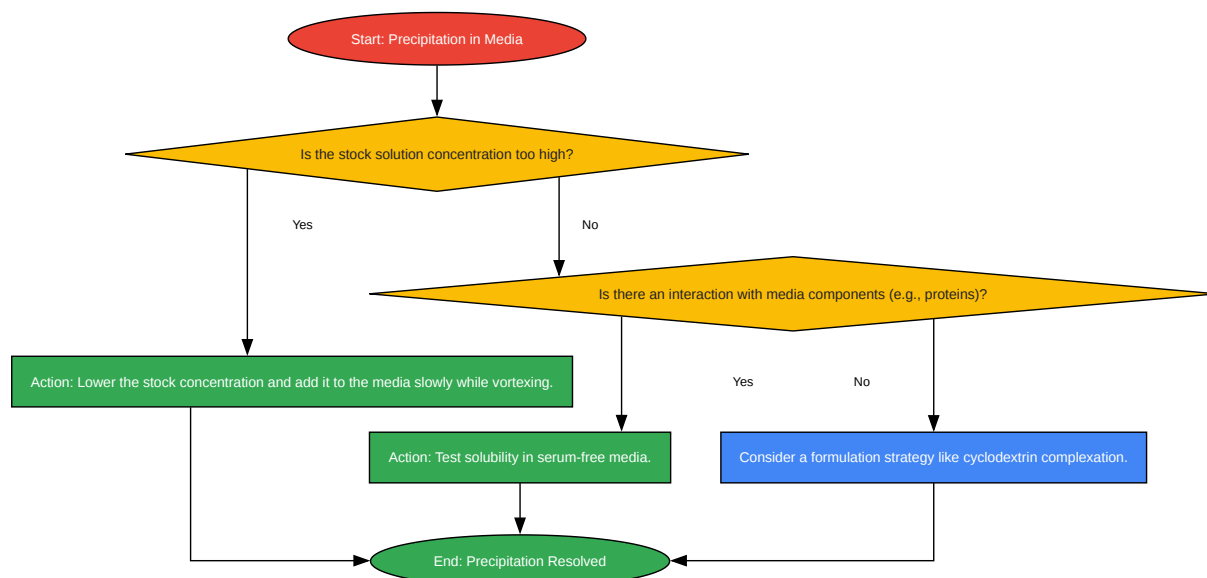 Start: Precipitation in Media
Is the stock solution concentration too high?
Yes
No
Is there an interaction with media components (e.g., proteins)?
Action: Lower the stock concentration and add it to the media slowly while vortexing.
Yes
No
Action: Test solubility in serum-free media.
Consider a formulation strategy like cyclodextrin complexation.
End: Precipitation Resolved